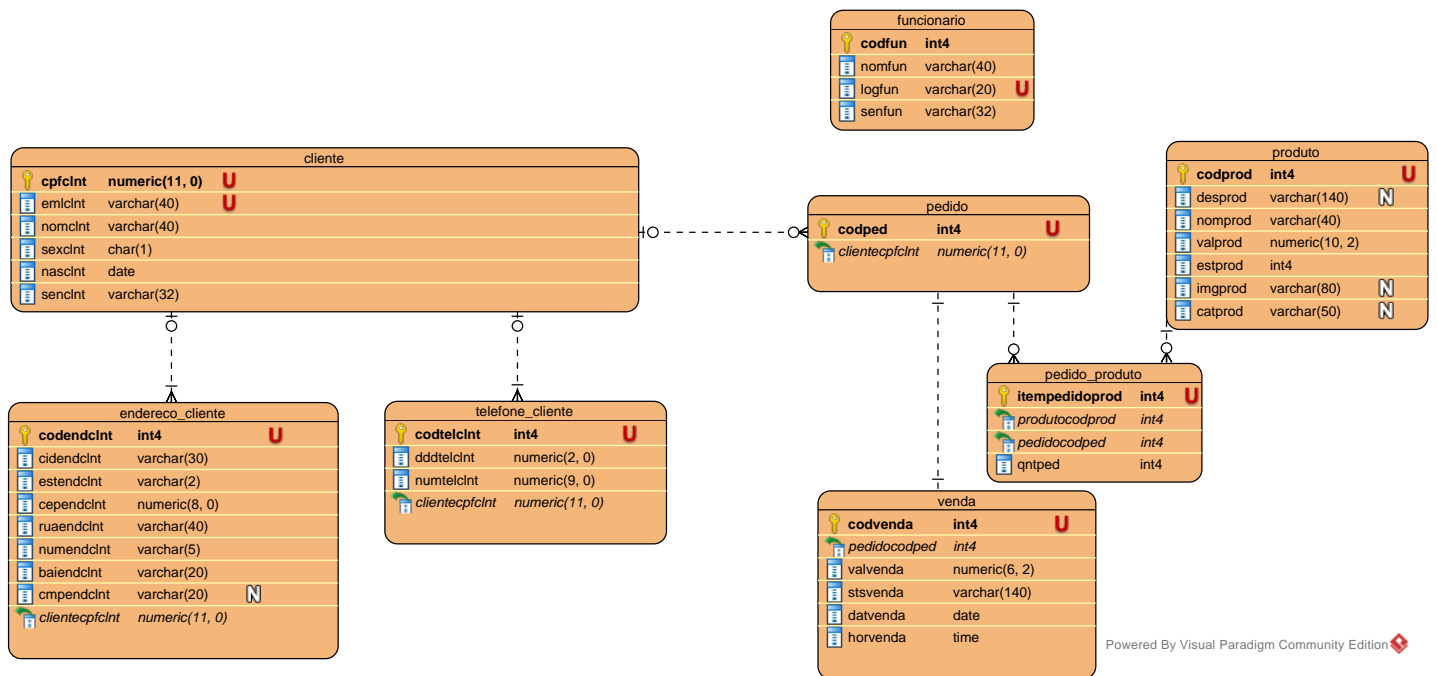 funcionario
codfun int4
nomfun varchar(40)
logfun varchar(20) U
senfun varchar(32)
cliente
cpfclnt numeric(11, 0) U
emlclnt varchar(40) U
nomclnt varchar(40)
sexclnt char(1)
nasclnt date
senclnt varchar(32)
pedido
codped int4 U
clientecpfclnt numeric(11, 0)
produto
codprod int4 U
desprod varchar(140) N
nomprod varchar(40)
valprod numeric(10, 2)
estprod int4
imgprod varchar(80) N
catprod varchar(50) N
endereco_cliente
codendclnt int4 U
cidendclnt varchar(30)
estendclnt varchar(2)
cependclnt numeric(8, 0)
ruaendclnt varchar(40)
numendclnt varchar(5)
baiendclnt varchar(20)
cmpendclnt varchar(20) N
clientecpfclnt numeric(11, 0)
telefone_cliente
codtelclnt int4 U
dddtelclnt numeric(2, 0)
numtelclnt numeric(9, 0)
clientecpfclnt numeric(11, 0)
pedido_produto
itempedidoprod int4 U
produtocodprod int4
pedidocodped int4
qntped int4
venda
codvenda int4 U
pedidocodped int4
valvenda numeric(6, 2)
stsvenda varchar(140)
datvenda date
horvenda time
Powered By Visual Paradigm Community Edition